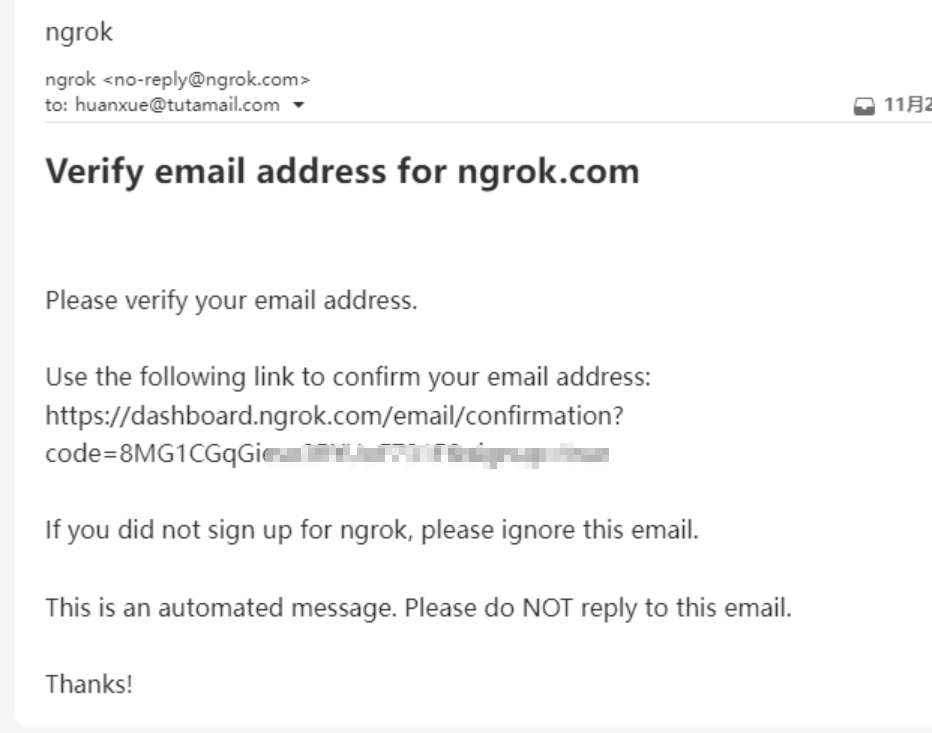 ngrok
ngrok <no-reply@ngrok.com>
to: huanxue@tutamail.com
11月2
Verify email address for ngrok.com
Please verify your email address.
Use the following link to confirm your email address:
https://dashboard.ngrok.com/email/confirmation?
code=8MG1CGqGi
If you did not sign up for ngrok, please ignore this email.
This is an automated message. Please do NOT reply to this email.
Thanks!